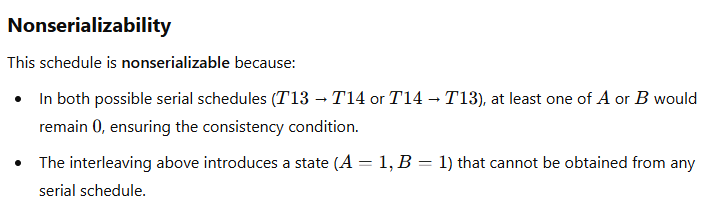 Nonserializability
This schedule is nonserializable because:
• In both possible serial schedules (T13 → T14 or T14 → T13), at least one of A or B would
remain 0, ensuring the consistency condition.
• The interleaving above introduces a state (A = 1, B = 1) that cannot be obtained from any
serial schedule.